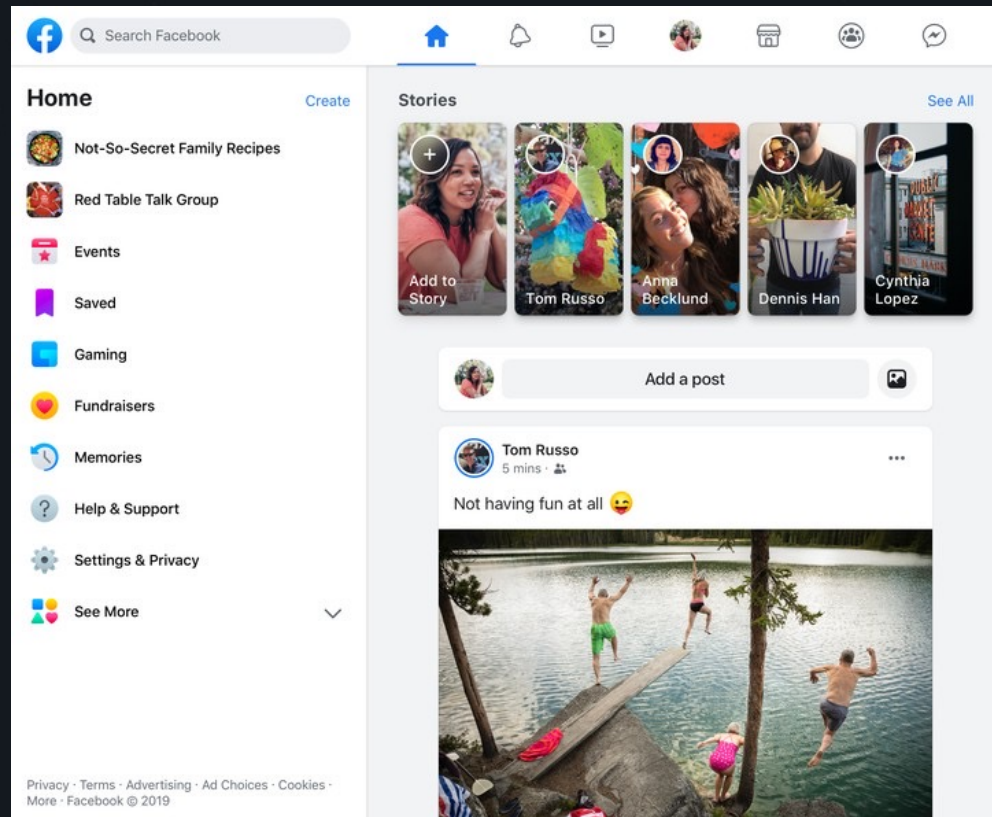 Search Facebook
Home
Create
Not-So-Secret Family Recipes
Red Table Talk Group
Events
Saved
Gaming
Fundraisers
Memories
Help & Support
Settings & Privacy
See More
Privacy · Terms · Advertising · Ad Choices · Cookies ·
More · Facebook © 2019
Stories
See All
Add to
Story
Tom Russo
Anna
Becklund
Dennis Han
PUBLIC
MARKET
Cynthia
Lopez
Add a post
Tom Russo
5 mins ·
Not having fun at all 😜